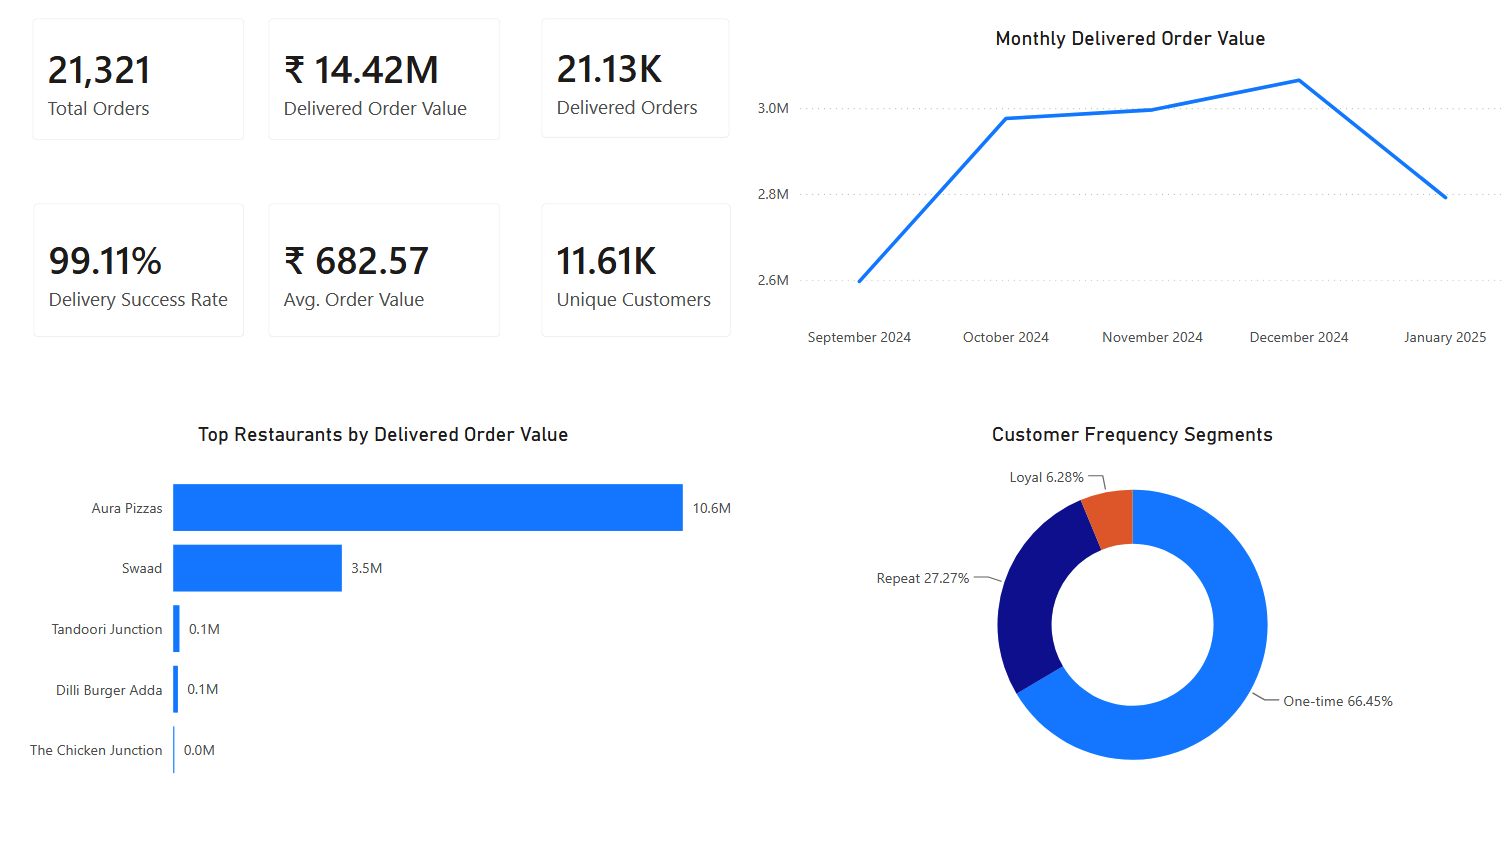 21,321
Total Orders
₹ 14.42M
Delivered Order Value
21.13K
Delivered Orders
99.11%
Delivery Success Rate
₹ 682.57
Avg. Order Value
11.61K
Unique Customers
Monthly Delivered Order Value
3.0M
2.8M
2.6M
September 2024
October 2024
November 2024
December 2024
January 2025
Top Restaurants by Delivered Order Value
Aura Pizzas
10.6M
Swaad
3.5M
Tandoori Junction
0.1M
Dilli Burger Adda
0.1M
The Chicken Junction
0.0M
Customer Frequency Segments
Loyal 6.28%
Repeat 27.27%
One-time 66.45%